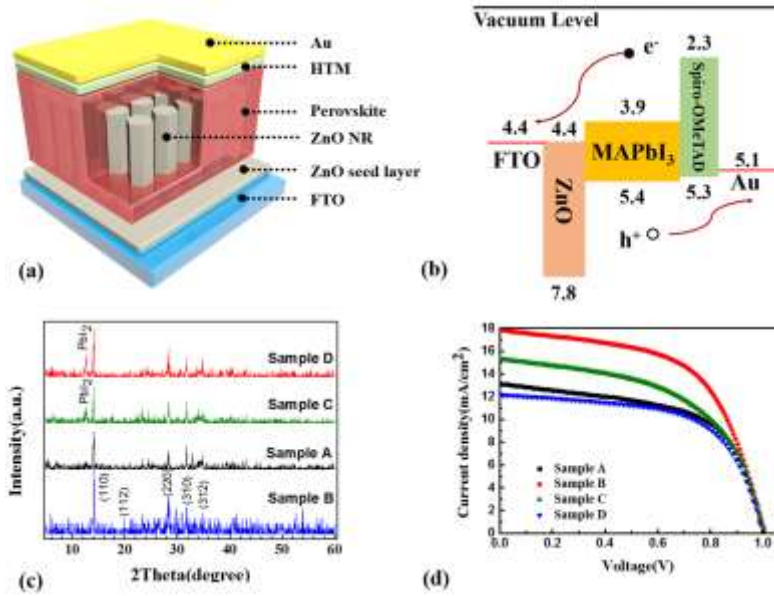 Au
HTM
Perovskite
ZnO NR
ZnO seed layer
FTO
(a)
Vacuum Level
e-
2.3
Spiro-OMeTAD
3.9
4.4
4.4
FTO
MAPbI3
ZnO
5.1
Au
5.4
5.3
h+
7.8
(b)
Intensity(a.u.)
PbI2
Sample D
PbI2
Sample C
Sample A
(110)
(112)
(220)
(310)
(312)
Sample B
10 20 30 40 50 60
2Theta(degree)
(c)
Current density(mA/cm2)
18
16
14
12
10
8
6
4
2
0
Sample A
Sample B
Sample C
Sample D
0.0 0.2 0.4 0.6 0.8 1.0
Voltage(V)
(d)